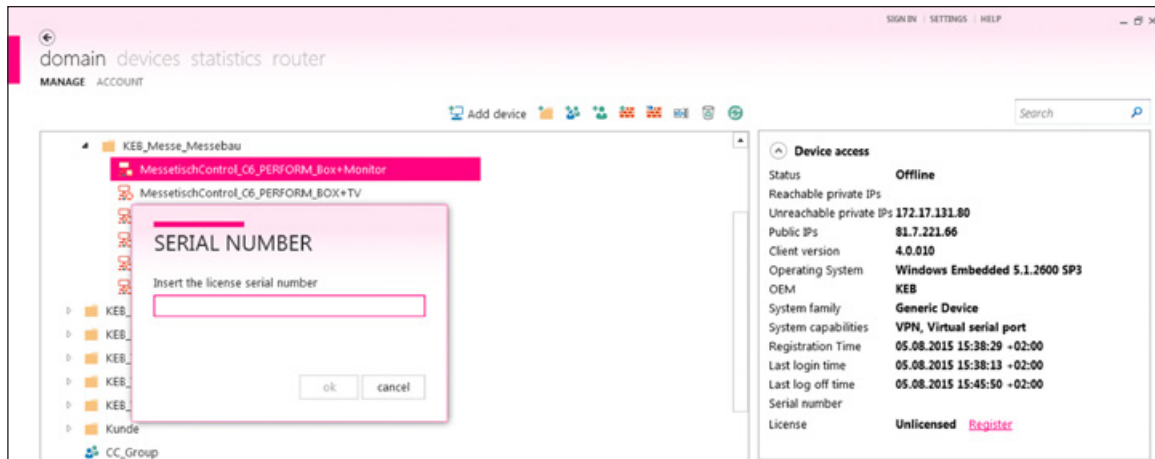 SIGN IN | SETTINGS | HELP
domain devices statistics router
MANAGE ACCOUNT
Add device
Search
KEB_Messe_Messebau
MessetischControl_C6_PERFORM_Box+Monitor
MessetischControl_C6_PERFORM_BOX+TV
SERIAL NUMBER
Insert the license serial number
ok cancel
KEB_
KEB_
KEB_
KEB_
KEB_
Kunde
CC_Group
Device access
Status Offline
Reachable private IPs
Unreachable private IPs 172.17.131.80
Public IPs 81.7.221.66
Client version 4.0.010
Operating System Windows Embedded 5.1.2600 SP3
OEM KEB
System family Generic Device
System capabilities VPN, Virtual serial port
Registration Time 05.08.2015 15:38:29 +02:00
Last login time 05.08.2015 15:38:13 +02:00
Last log off time 05.08.2015 15:45:50 +02:00
Serial number
License Unlicensed Register